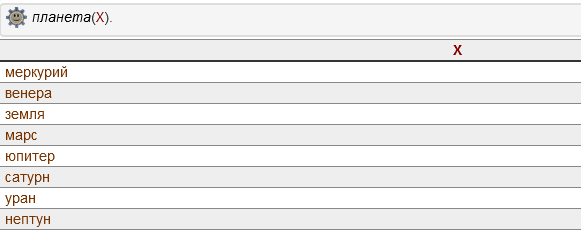 планета(X).
X
меркурий
венера
земля
марс
юпитер
сатурн
уран
нептун